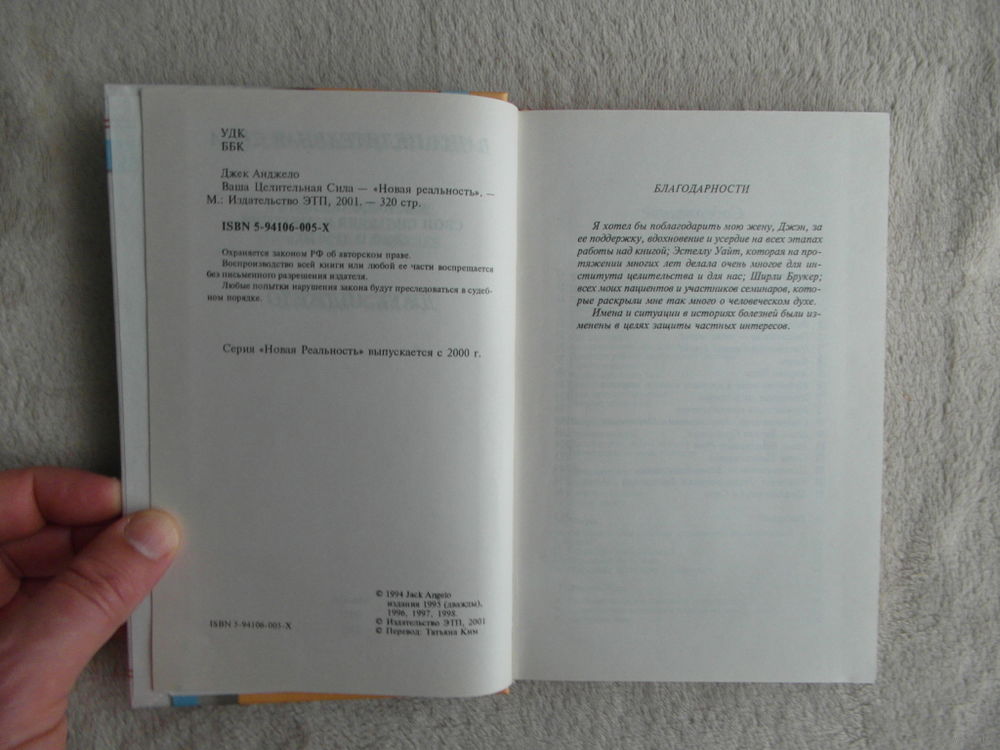 УДК
ББК
Джек Анджело
Ваша Целительная Сила — «Новая реальность». —
М.: Издательство ЭТП, 2001. — 320 стр.
ISBN 5-94106-005-X
Охраняется законом РФ об авторском праве.
Воспроизводство всей книги или любой ее части воспрещается
без письменного разрешения издателя.
Любые попытки нарушения закона будут преследоваться в судеб-
ном порядке.
Серия «Новая Реальность» выпускается с 2000 г.
© 1994 Jack Angelo
издания 1995 (дважды),
1996, 1997, 1998.
© Издательство ЭТП, 2001
© Перевод: Татьяна Ким
ISBN 5-94106-005-X
БЛАГОДАРНОСТИ
Я хотел бы поблагодарить мою жену, Джэн, за
ее поддержку, вдохновение и усердие на всех этапах
работы над книгой; Эстеллу Уайт, которая на про-
тяжении многих лет делала очень многое для ин-
ститута целительства и для нас; Ширли Брукер;
всех моих пациентов и участников семинаров, кото-
рые раскрыли мне так много о человеческом духе.
Имена и ситуации в историях болезней были из-
менены в целях защиты частных интересов.